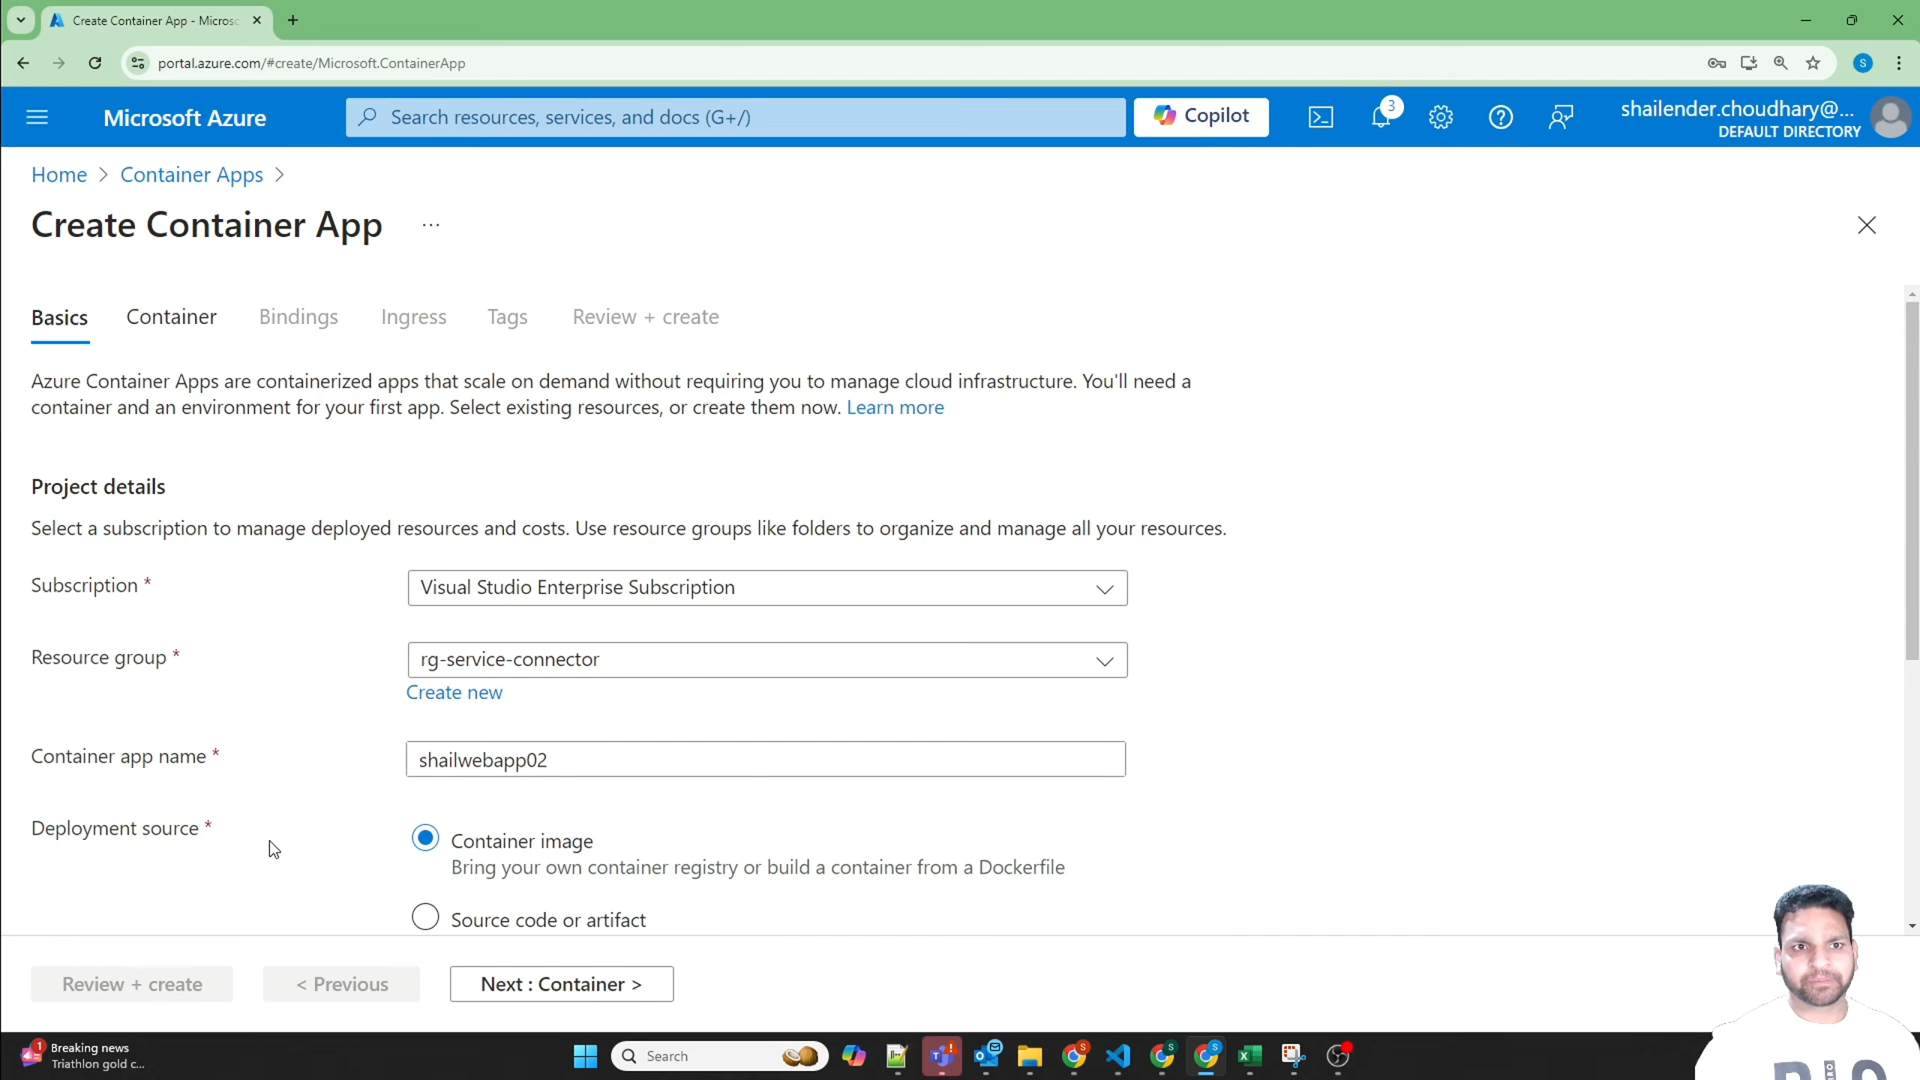 Create Container App - Micros
portal.azure.com/#create/Microsoft.ContainerApp
S
Microsoft Azure
Search resources, services, and docs (G+/)
Copilot
3
shailender.choudhary@...
DEFAULT DIRECTORY
Home > Container Apps >
Create Container App ...
Basics
Container
Bindings
Ingress
Tags
Review + create
Azure Container Apps are containerized apps that scale on demand without requiring you to manage cloud infrastructure. You'll need a
container and an environment for your first app. Select existing resources, or create them now. Learn more
Project details
Select a subscription to manage deployed resources and costs. Use resource groups like folders to organize and manage all your resources.
Subscription *
Visual Studio Enterprise Subscription
Resource group *
rg-service-connector
Create new
Container app name *
shailwebapp02
Deployment source *
Container image
Bring your own container registry or build a container from a Dockerfile
Source code or artifact
Review + create
< Previous
Next : Container >
1
Breaking news
Triathlon gold c...
Search